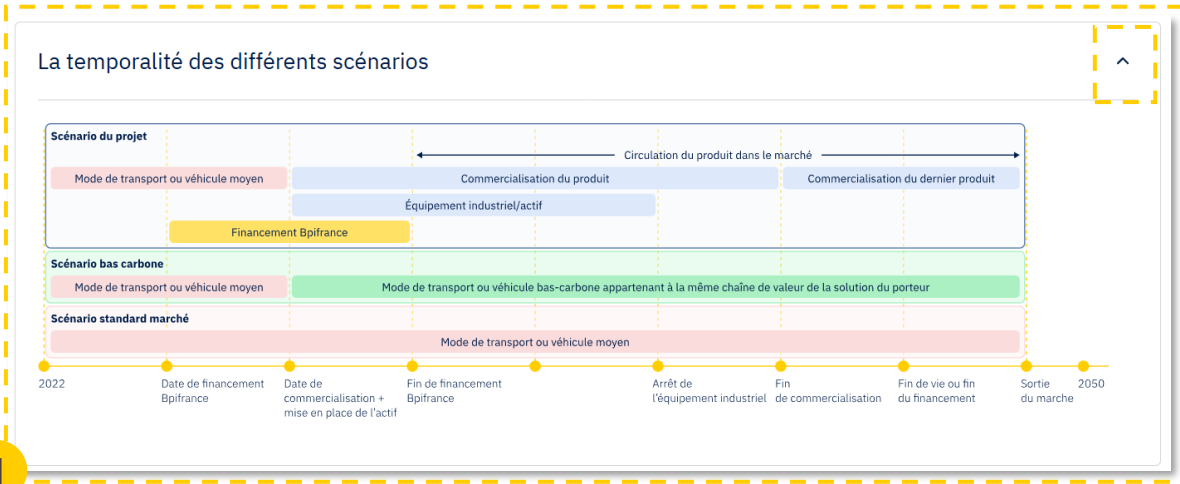 La temporalité des différents scénarios
Scénario du projet
Circulation du produit dans le marché
Mode de transport ou véhicule moyen
Commercialisation du produit
Commercialisation du dernier produit
Équipement industriel/actif
Financement Bpifrance
Scénario bas carbone
Mode de transport ou véhicule moyen
Mode de transport ou véhicule bas-carbone appartenant à la même chaîne de valeur de la solution du porteur
Scénario standard marché
Mode de transport ou véhicule moyen
2022
Date de financement
Bpifrance
Date de
commercialisation +
mise en place de l'actif
Fin de financement
Bpifrance
Arrêt de
l'équipement industriel
Fin
de commercialisation
Fin de vie ou fin
du financement
Sortie
du marche
2050